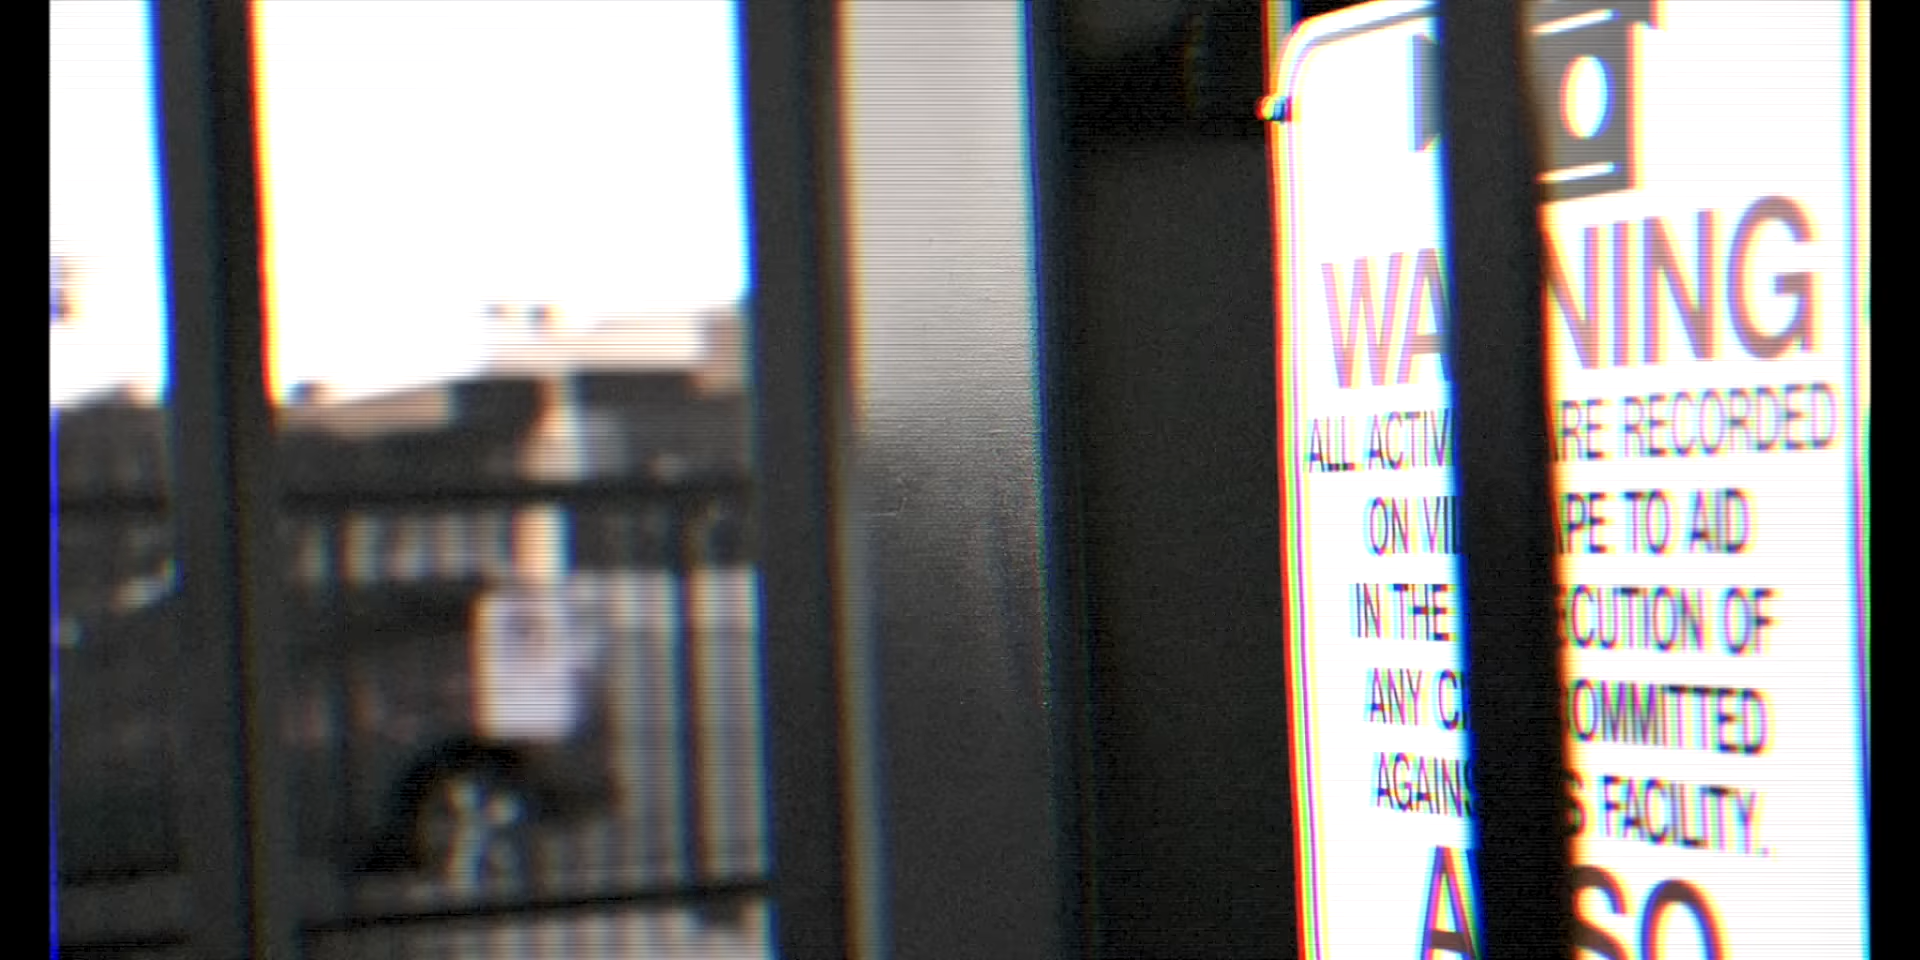 WA NING
ALL ACTIV RE RECORDED
ON VI PE TO AID
IN THE CUTION OF
ANY C OMMITTED
AGAINS S FACILITY.
A SO